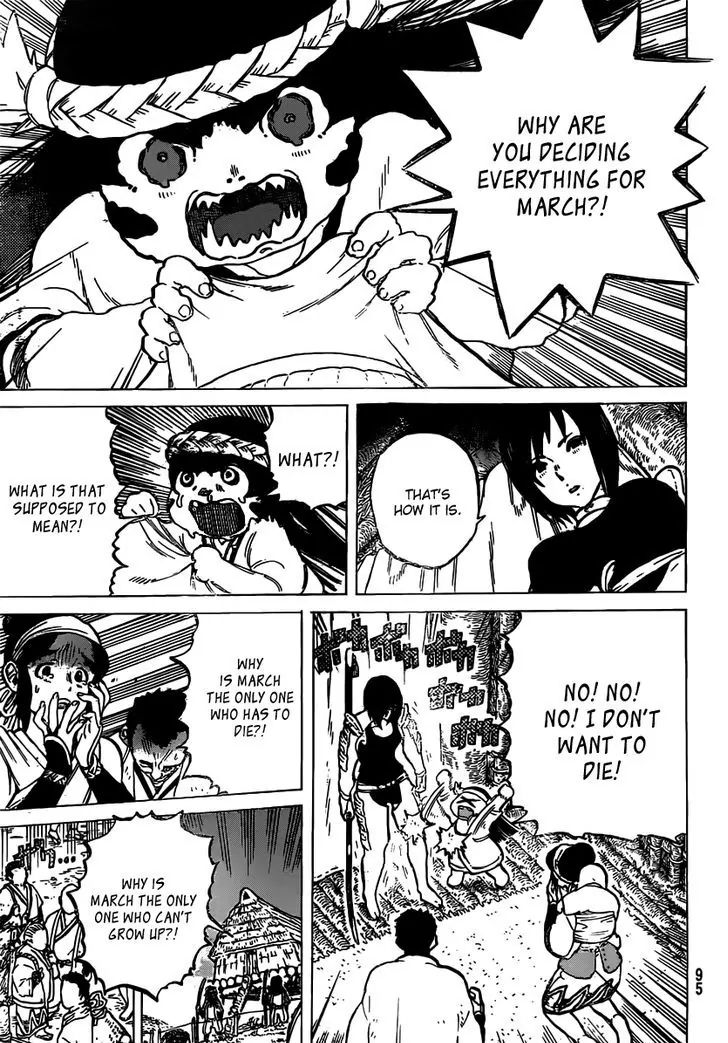 WHY ARE
YOU DECIDING
EVERYTHING FOR
MARCH?!
THAT'S
HOW IT IS.
WHAT?!
WHAT IS THAT
SUPPOSED TO
MEAN?!
NO! NO!
NO! I DON'T
WANT TO
DIE!
WHY
IS MARCH
THE ONLY ONE
WHO HAS TO
DIE?!
WHY IS
MARCH THE ONLY
ONE WHO CAN'T
GROW UP?!
95